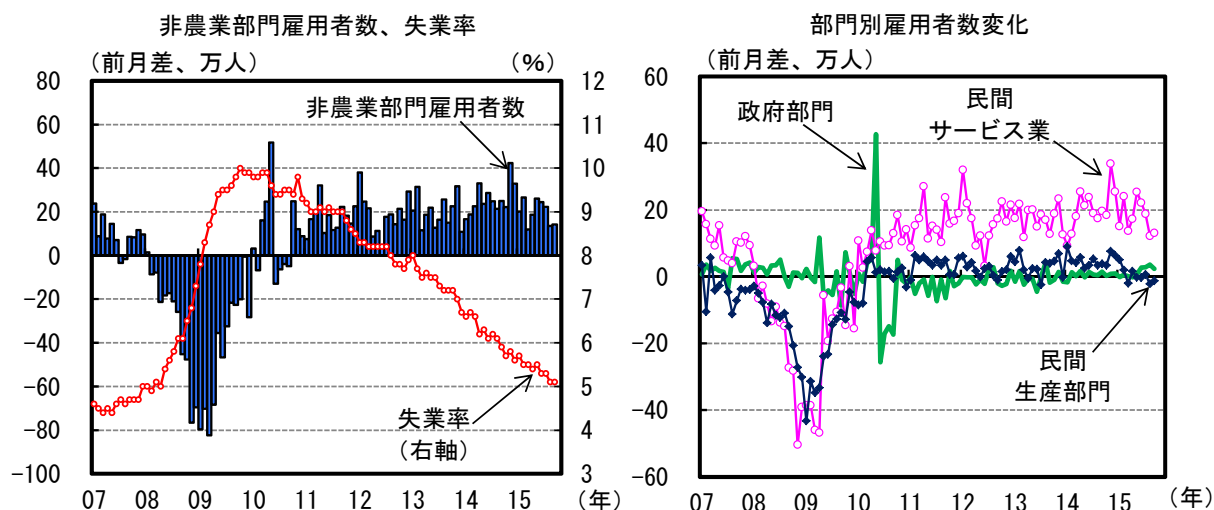 非農業部門雇用者数、失業率
(前月差、万人)
(%)
80
60
40
20
0
-20
-40
-60
-80
-100
12
11
10
9
8
7
6
5
4
3
非農業部門雇用者数
失業率
(右軸)
07 08 09 10 11 12 13 14 15 (年)
部門別雇用者数変化
(前月差、万人)
60
40
20
0
-20
-40
-60
政府部門
民間
サービス業
民間
生産部門
07 08 09 10 11 12 13 14 15 (年)